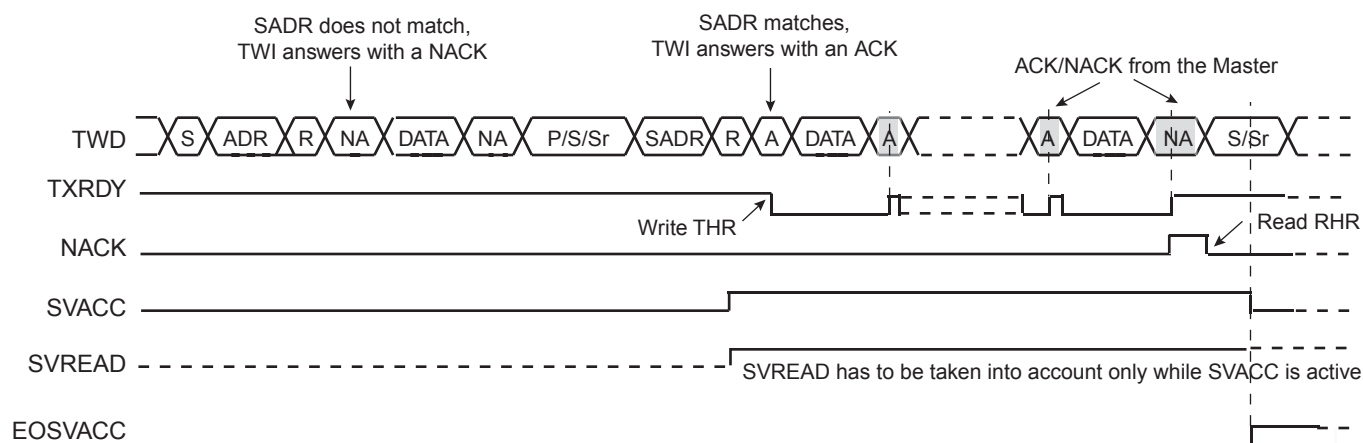 SADR does not match,
TWI answers with a NACK
SADR matches,
TWI answers with an ACK
ACK/NACK from the Master
TWD S ADR R NA DATA NA P/S/Sr SADR R A DATA A A DATA NA S/Sr
TXRDY
Write THR
Read RHR
NACK
SVACC
SVREAD
SVREAD has to be taken into account only while SVACC is active
EOSVACC